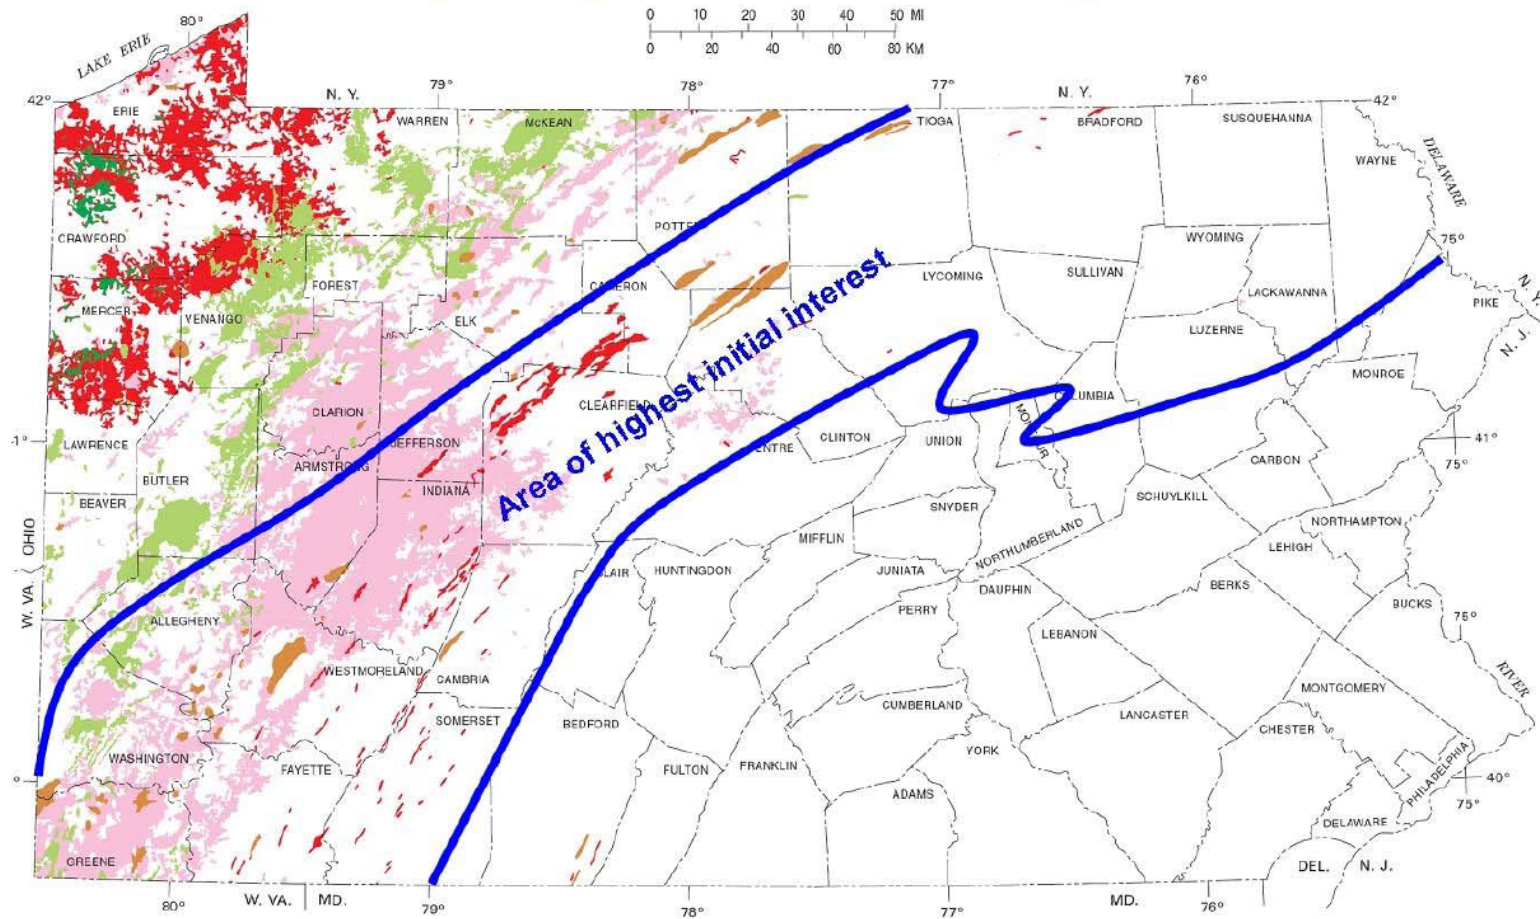 0 10 20 30 40 50 MI
0 20 40 60 80 KM
80°
LAKE ERIE
42°
ERIE
N. Y.
79°
WARREN
McKEAN
78°
77°
TIOGA
N. Y.
BRADFORD
76°
SUSQUEHANNA
42°
WAYNE
DELAWARE
CRAWFORD
POTTE
WYOMING
75°
MERCER
VENANGO
FOREST
ELK
CAMERON
LYCOMING
SULLIVAN
LACKAWANNA
LUZERNE
PIKE
N. Y.
N. J.
MONROE
Area of highest initial interest
CLARION
CLEARFIELD
COLUMBIA
LAWRENCE
JEFFERSON
CLINTON
UNION
-1°
41°
75°
ARMSTRONG
ENTRE
BUTLER
INDIANA
CARBON
BEAVER
SNYDER
SCHUYLKILL
NORTHAMPTON
OHIO
W. VA.
MIFFLIN
NORTHUMBERLAND
LEHIGH
BLAIR
HUNTINGDON
JUNIATA
DAUPHIN
BERKS
BUCKS
75°
ALLEGHENY
PERRY
LEBANON
WESTMORELAND
CAMBRIA
RIVER
MONTGOMERY
CUMBERLAND
SOMERSET
BEDFORD
LANCASTER
CHESTER
WASHINGTON
FAYETTE
FULTON
FRANKLIN
YORK
PHILADELPHIA
°
40°
75°
ADAMS
DELAWARE
GREENE
DEL.
N. J.
80°
W. VA.
MD.
79°
78°
77°
MD.
76°